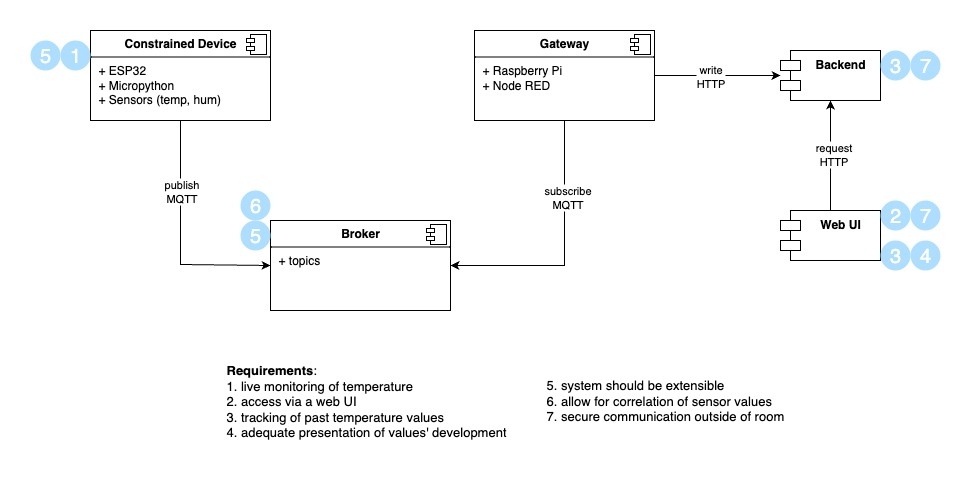 5 1
Constrained Device
+ ESP32
+ Micropython
+ Sensors (temp, hum)
Gateway
+ Raspberry Pi
+ Node RED
write
HTTP
Backend
3 7
request
HTTP
publish
MQTT
subscribe
MQTT
6
5
Broker
+ topics
Web UI
2 7
3 4
Requirements:
1. live monitoring of temperature
2. access via a web UI
3. tracking of past temperature values
4. adequate presentation of values' development
5. system should be extensible
6. allow for correlation of sensor values
7. secure communication outside of room